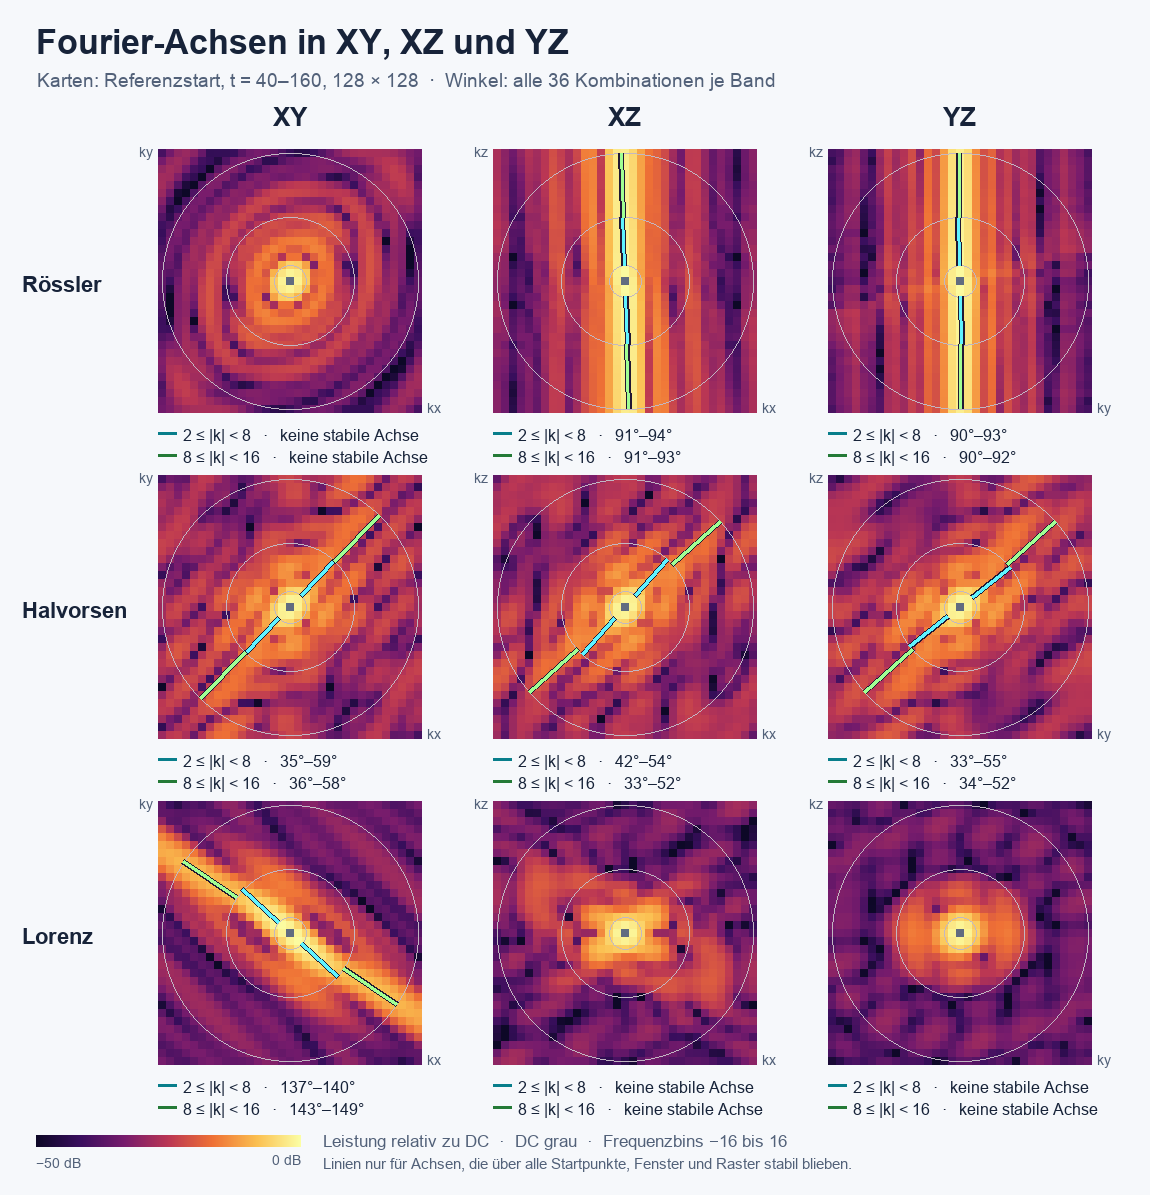 Fourier-Achsen in XY, XZ und YZ
Karten: Referenzstart, t = 40–160, 128 × 128 · Winkel: alle 36 Kombinationen je Band
XY XZ YZ
ky kz kz
Rössler
kx kx ky
2 ≤ |k| < 8 · keine stabile Achse 2 ≤ |k| < 8 · 91°–94° 2 ≤ |k| < 8 · 90°–93°
8 ≤ |k| < 16 · keine stabile Achse 8 ≤ |k| < 16 · 91°–93° 8 ≤ |k| < 16 · 90°–92°
ky kz kz
Halvorsen
kx kx ky
2 ≤ |k| < 8 · 35°–59° 2 ≤ |k| < 8 · 42°–54° 2 ≤ |k| < 8 · 33°–55°
8 ≤ |k| < 16 · 36°–58° 8 ≤ |k| < 16 · 33°–52° 8 ≤ |k| < 16 · 34°–52°
ky kz kz
Lorenz
kx kx ky
2 ≤ |k| < 8 · 137°–140° 2 ≤ |k| < 8 · keine stabile Achse 2 ≤ |k| < 8 · keine stabile Achse
8 ≤ |k| < 16 · 143°–149° 8 ≤ |k| < 16 · keine stabile Achse 8 ≤ |k| < 16 · keine stabile Achse
Leistung relativ zu DC · DC grau · Frequenzbins −16 bis 16
−50 dB 0 dB Linien nur für Achsen, die über alle Startpunkte, Fenster und Raster stabil blieben.